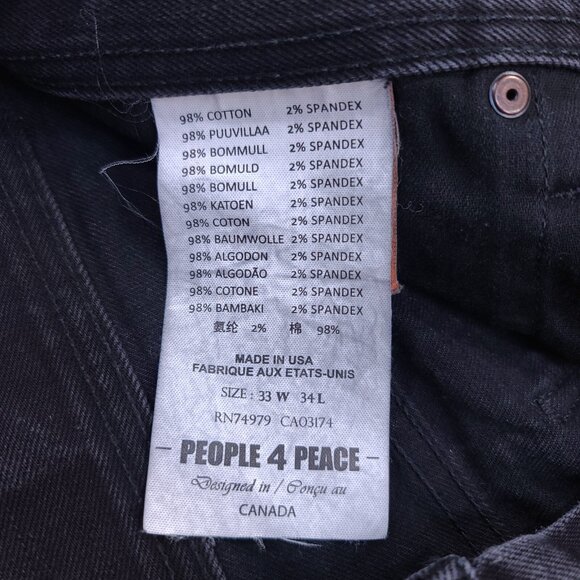 98% COTTON 2% SPANDEX
98% PUUVILLAA 2% SPANDEX
98% BOMMULL 2% SPANDEX
98% BOMULD 2% SPANDEX
98% BOMULL 2% SPANDEX
98% KATOEN 2% SPANDEX
98% COTON 2% SPANDEX
98% BAUMWOLLE 2% SPANDEX
98% ALGODON 2% SPANDEX
98% ALGODÃO 2% SPANDEX
98% COTONE 2% SPANDEX
98% BAMBAKI 2% SPANDEX
氨纶 2% 棉 98%
MADE IN USA
FABRIQUE AUX ETATS-UNIS
SIZE : 33 W 34 L
RN74979 CA03174
- PEOPLE 4 PEACE -
Designed in / Conçu au
CANADA